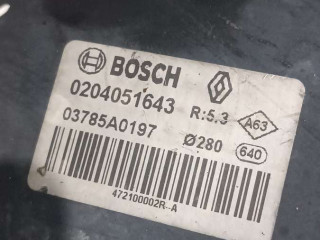 BOSCH
0204051643 R:5.3 A63
03785A0197 Ø280 640
472100002R--A